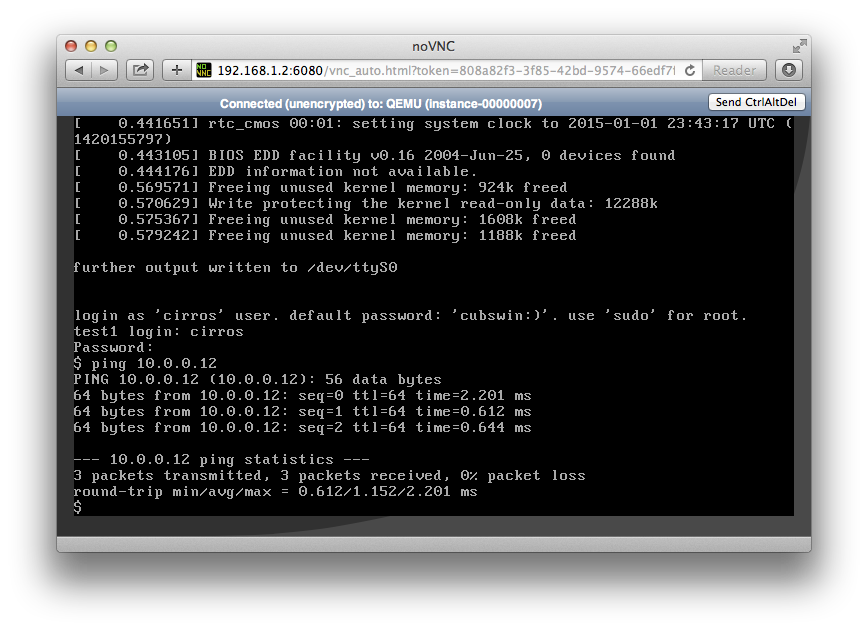 noVNC
NO VNC 192.168.1.2:6080/vnc_auto.html?token=808a82f3-3f85-42bd-9574-66edf7f Reader
Connected (unencrypted) to: QEMU (instance-00000007) Send CtrlAltDel
[    0.441651] rtc_cmos 00:01: setting system clock to 2015-01-01 23:43:17 UTC (
1420155797)
[    0.443105] BIOS EDD facility v0.16 2004-Jun-25, 0 devices found
[    0.444176] EDD information not available.
[    0.569571] Freeing unused kernel memory: 924k freed
[    0.570629] Write protecting the kernel read-only data: 12288k
[    0.575367] Freeing unused kernel memory: 1608k freed
[    0.579242] Freeing unused kernel memory: 1188k freed
further output written to /dev/ttyS0
login as 'cirros' user. default password: 'cubswin:)'. use 'sudo' for root.
test1 login: cirros
Password:
$ ping 10.0.0.12
PING 10.0.0.12 (10.0.0.12): 56 data bytes
64 bytes from 10.0.0.12: seq=0 ttl=64 time=2.201 ms
64 bytes from 10.0.0.12: seq=1 ttl=64 time=0.612 ms
64 bytes from 10.0.0.12: seq=2 ttl=64 time=0.644 ms
--- 10.0.0.12 ping statistics ---
3 packets transmitted, 3 packets received, 0% packet loss
round-trip min/avg/max = 0.612/1.152/2.201 ms
$